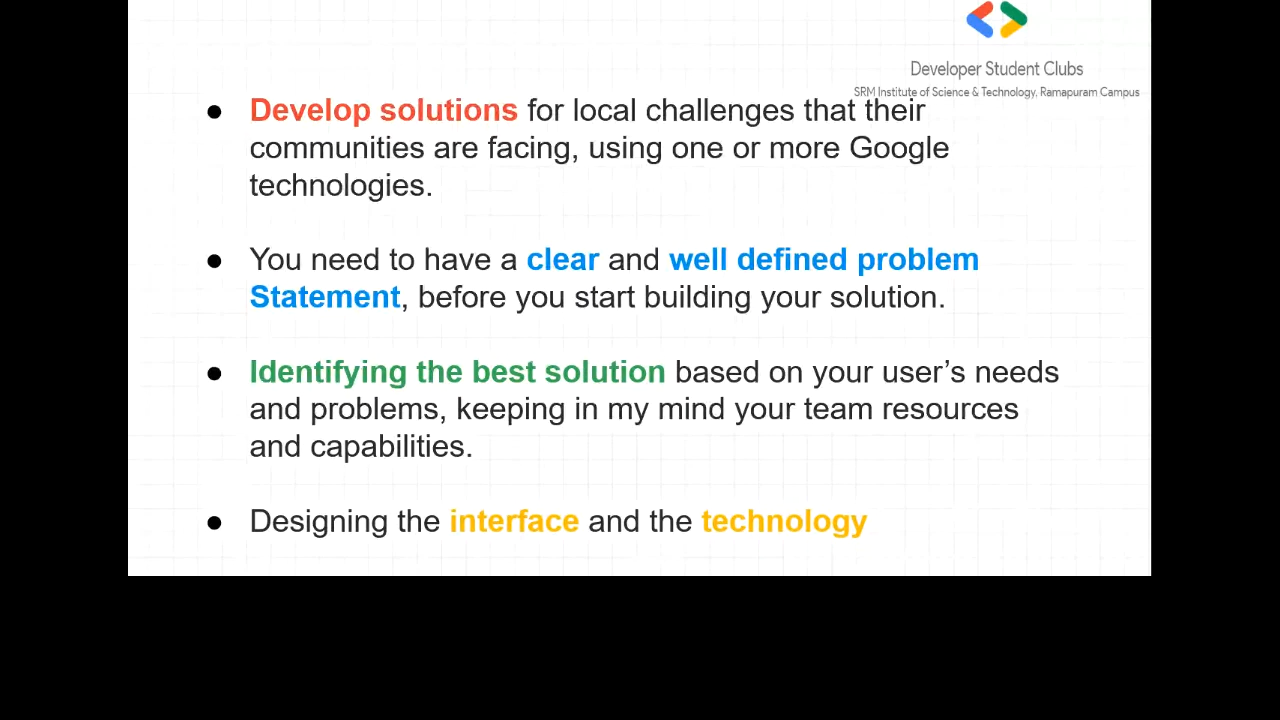 Developer Student Clubs
SRM Institute of Science & Technology, Ramapuram Campus
● Develop solutions for local challenges that their
communities are facing, using one or more Google
technologies.
● You need to have a clear and well defined problem
Statement, before you start building your solution.
● Identifying the best solution based on your user’s needs
and problems, keeping in my mind your team resources
and capabilities.
● Designing the interface and the technology